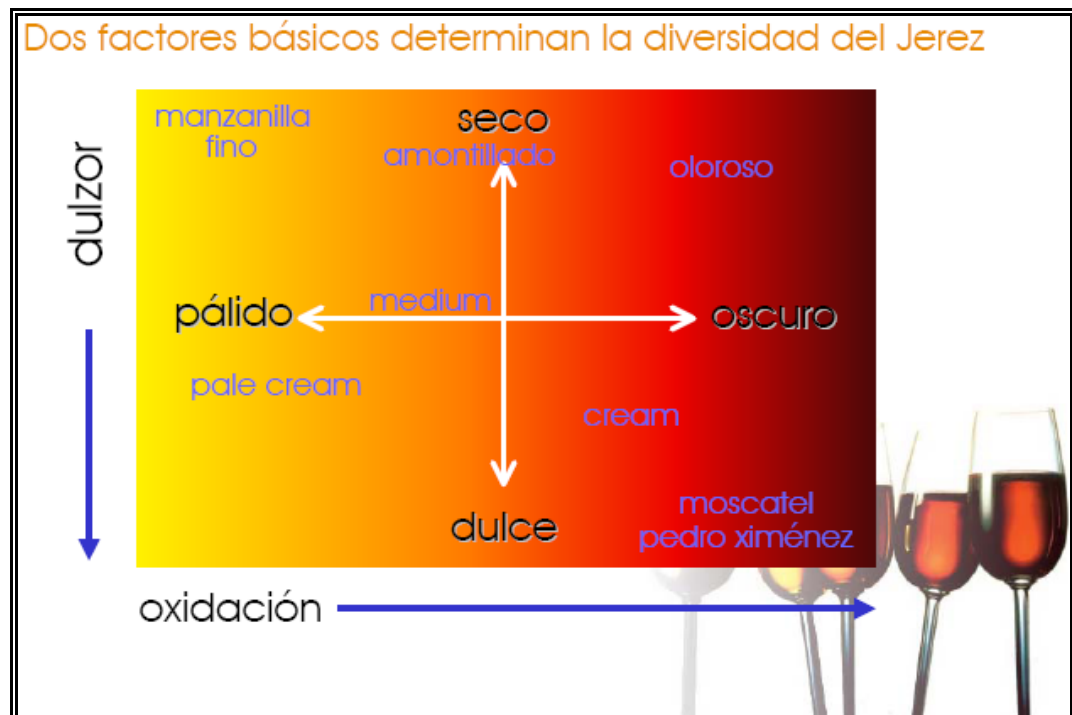 Dos factores básicos determinan la diversidad del Jerez
manzanilla
fino
seco
amontillado
oloroso
dulzor
pálido
medium
oscuro
pale cream
cream
dulce
moscatel
pedro ximénez
oxidación